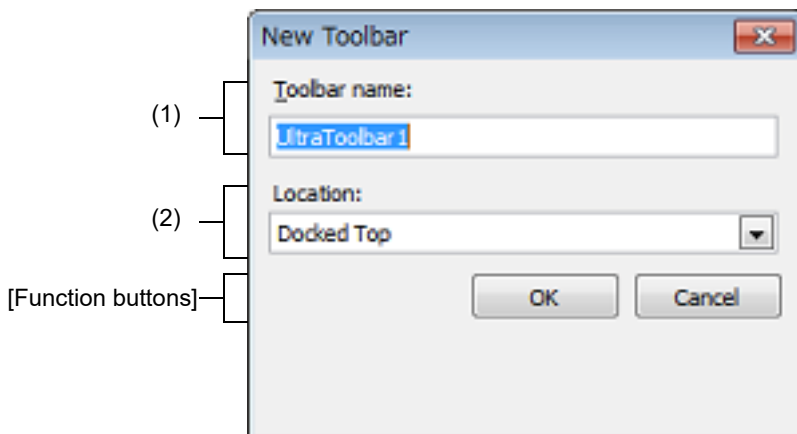 New Toolbar
(1)
Toolbar name:
UltraToolbar1
(2)
Location:
Docked Top
[Function buttons]
OK
Cancel